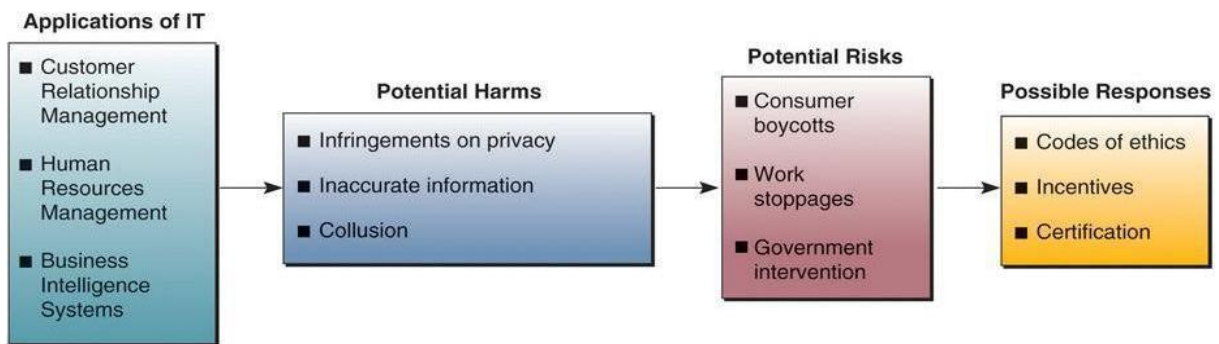 Applications of IT
■ Customer
Relationship
Management
■ Human
Resources
Management
■ Business
Intelligence
Systems
Potential Harms
■ Infringements on privacy
■ Inaccurate information
■ Collusion
Potential Risks
■ Consumer
boycotts
■ Work
stoppages
■ Government
intervention
Possible Responses
■ Codes of ethics
■ Incentives
■ Certification